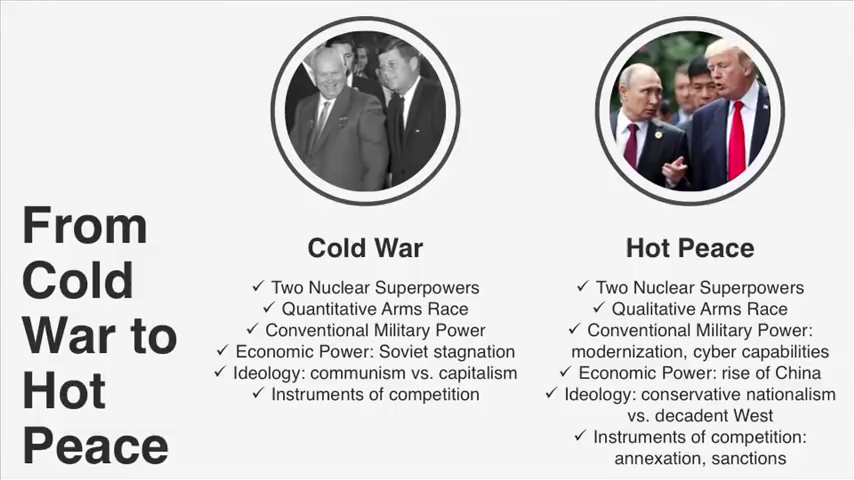 From
Cold
War to
Hot
Peace
Cold War
✓ Two Nuclear Superpowers
✓ Quantitative Arms Race
✓ Conventional Military Power
✓ Economic Power: Soviet stagnation
✓ Ideology: communism vs. capitalism
✓ Instruments of competition
Hot Peace
✓ Two Nuclear Superpowers
✓ Qualitative Arms Race
✓ Conventional Military Power:
modernization, cyber capabilities
✓ Economic Power: rise of China
✓ Ideology: conservative nationalism
vs. decadent West
✓ Instruments of competition:
annexation, sanctions